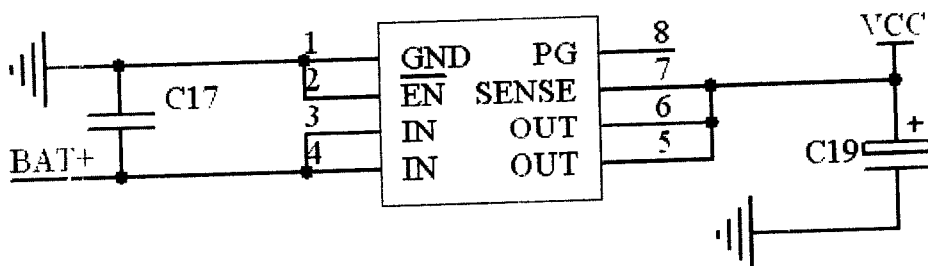 VCC
1 GND PG 8
2 EN SENSE 7
3 IN OUT 6
4 IN OUT 5
C17
BAT+
C19 +